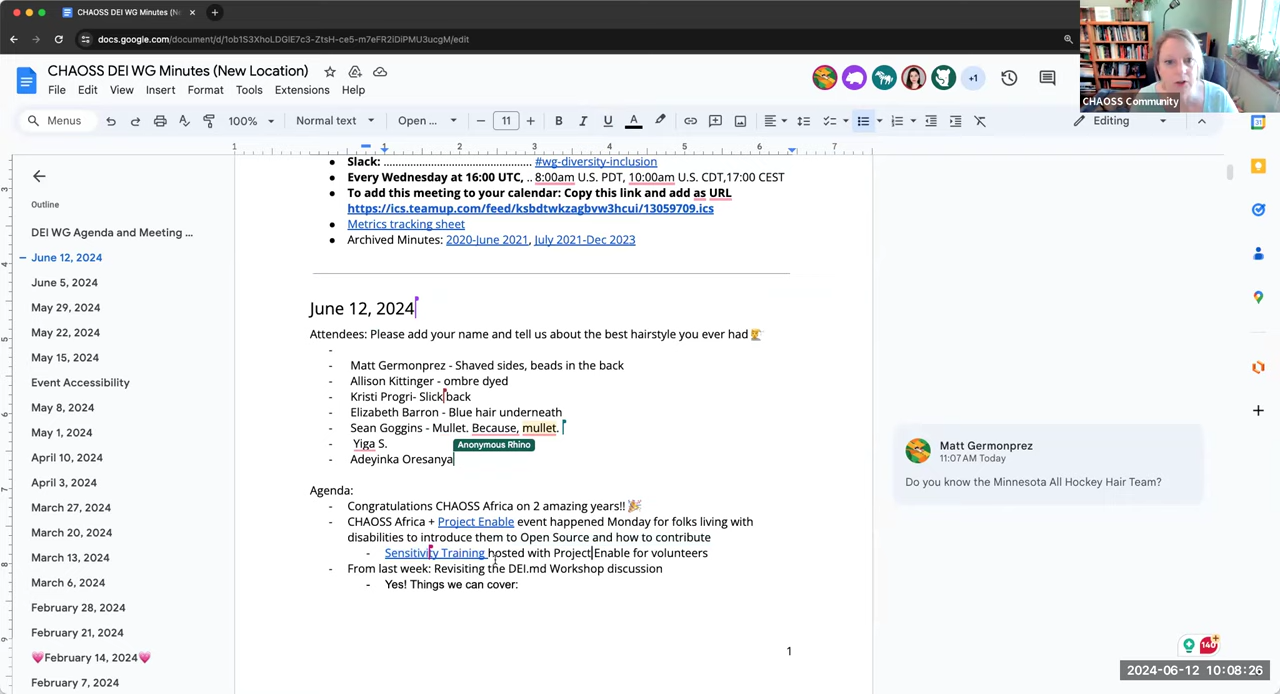 CHAOSS DEI WG Minutes (N
docs.google.com/document/d/1ob1S3XhoLDGlE7c3-ZtsH-ce5-m7eFR2iDiPMU3ucgM/edit
CHAOSS DEI WG Minutes (New Location)
File Edit View Insert Format Tools Extensions Help
+1
CHAOSS Community
Menus 100% Normal text Open ... 11 B I U A Editing
1 1 2 3 4 5 6 7
Slack: ................................................ #wg-diversity-inclusion
Every Wednesday at 16:00 UTC, .. 8:00am U.S. PDT, 10:00am U.S. CDT,17:00 CEST
To add this meeting to your calendar: Copy this link and add as URL
https://ics.teamup.com/feed/ksbdtwkzagbvw3hcui/13059709.ics
Metrics tracking sheet
Archived Minutes: 2020-June 2021, July 2021-Dec 2023
Outline
DEI WG Agenda and Meeting ...
June 12, 2024
June 5, 2024
May 29, 2024
May 22, 2024
May 15, 2024
Event Accessibility
May 8, 2024
May 1, 2024
April 10, 2024
April 3, 2024
March 27, 2024
March 20, 2024
March 13, 2024
March 6, 2024
February 28, 2024
February 21, 2024
💗February 14, 2024💗
February 7, 2024
June 12, 2024
Attendees: Please add your name and tell us about the best hairstyle you ever had
-
- Matt Germonprez - Shaved sides, beads in the back
- Allison Kittinger - ombre dyed
- Kristi Progri- Slick back
- Elizabeth Barron - Blue hair underneath
- Sean Goggins - Mullet. Because, mullet.
- Yiga S.
Anonymous Rhino
- Adeyinka Oresanya
Agenda:
- Congratulations CHAOSS Africa on 2 amazing years!! 🎉
- CHAOSS Africa + Project Enable event happened Monday for folks living with
disabilities to introduce them to Open Source and how to contribute
- Sensitivity Training hosted with Project Enable for volunteers
- From last week: Revisiting the DEI.md Workshop discussion
- Yes! Things we can cover:
1
Matt Germonprez
11:07 AM Today
Do you know the Minnesota All Hockey Hair Team?
140
2024-06-12 10:08:26